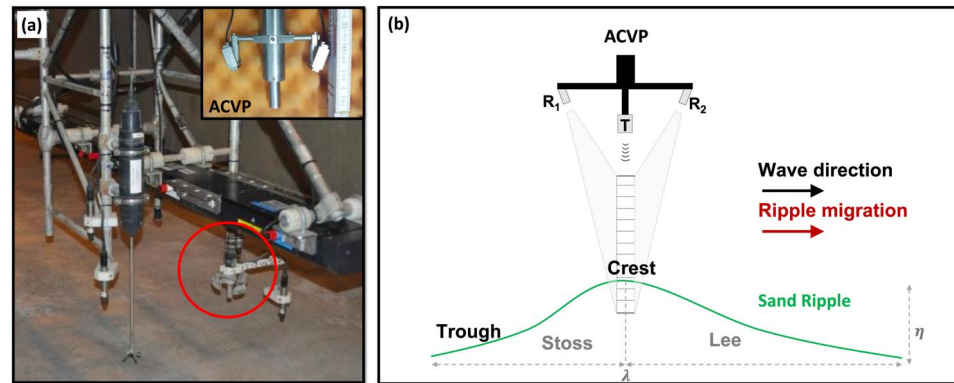 (a)
ACVP
(b)
ACVP
R1
R2
T
Wave direction
Ripple migration
Crest
Sand Ripple
Trough
Stoss
Lee
η
λ